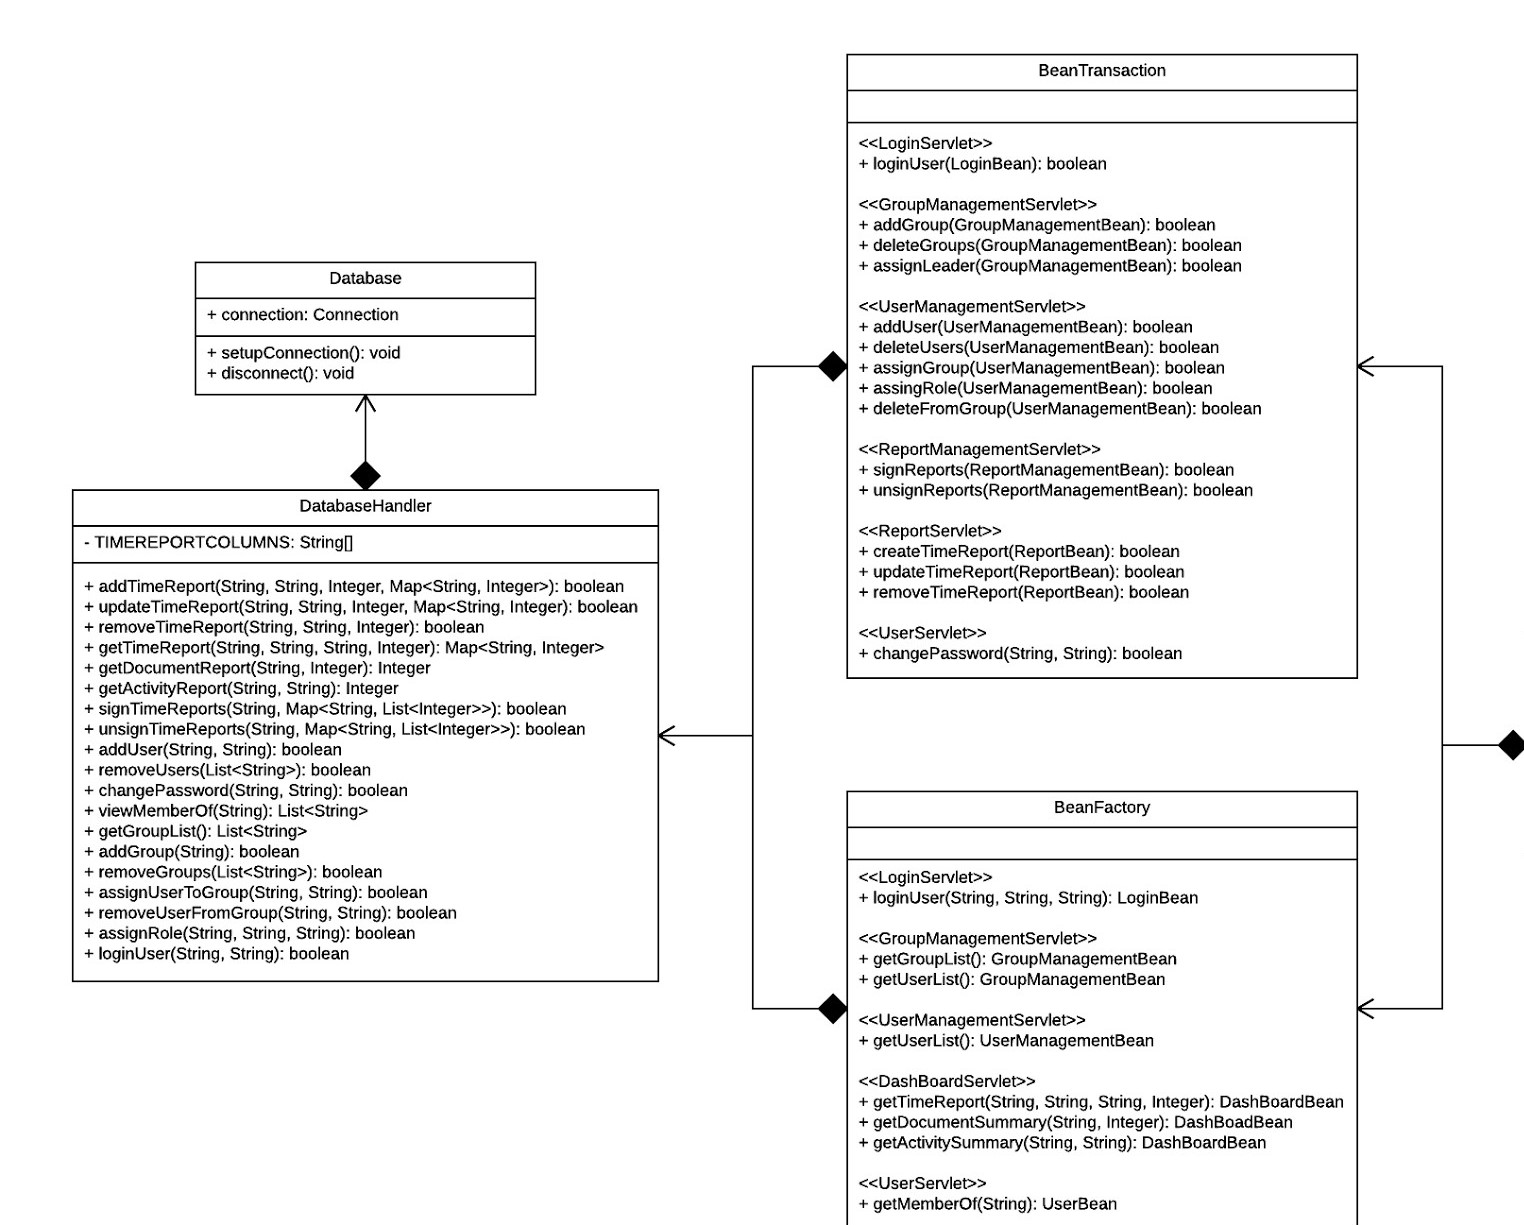 BeanTransaction
<<LoginServlet>>
+ loginUser(LoginBean): boolean
<<GroupManagementServlet>>
+ addGroup(GroupManagementBean): boolean
+ deleteGroups(GroupManagementBean): boolean
+ assignLeader(GroupManagementBean): boolean
<<UserManagementServlet>>
+ addUser(UserManagementBean): boolean
+ deleteUsers(UserManagementBean): boolean
+ assignGroup(UserManagementBean): boolean
+ assingRole(UserManagementBean): boolean
+ deleteFromGroup(UserManagementBean): boolean
<<ReportManagementServlet>>
+ signReports(ReportManagementBean): boolean
+ unsignReports(ReportManagementBean): boolean
<<ReportServlet>>
+ createTimeReport(ReportBean): boolean
+ updateTimeReport(ReportBean): boolean
+ removeTimeReport(ReportBean): boolean
<<UserServlet>>
+ changePassword(String, String): boolean
Database
+ connection: Connection
+ setupConnection(): void
+ disconnect(): void
DatabaseHandler
- TIMEREPORTCOLUMNS: String[]
+ addTimeReport(String, String, Integer, Map<String, Integer>): boolean
+ updateTimeReport(String, String, Integer, Map<String, Integer): boolean
+ removeTimeReport(String, String, Integer): boolean
+ getTimeReport(String, String, String, Integer): Map<String, Integer>
+ getDocumentReport(String, Integer): Integer
+ getActivityReport(String, String): Integer
+ signTimeReports(String, Map<String, List<Integer>>): boolean
+ unsignTimeReports(String, Map<String, List<Integer>>): boolean
+ addUser(String, String): boolean
+ removeUsers(List<String>): boolean
+ changePassword(String, String): boolean
+ viewMemberOf(String): List<String>
+ getGroupList(): List<String>
+ addGroup(String): boolean
+ removeGroups(List<String>): boolean
+ assignUserToGroup(String, String): boolean
+ removeUserFromGroup(String, String): boolean
+ assignRole(String, String, String): boolean
+ loginUser(String, String): boolean
BeanFactory
<<LoginServlet>>
+ loginUser(String, String, String): LoginBean
<<GroupManagementServlet>>
+ getGroupList(): GroupManagementBean
+ getUserList(): GroupManagementBean
<<UserManagementServlet>>
+ getUserList(): UserManagementBean
<<DashBoardServlet>>
+ getTimeReport(String, String, String, Integer): DashBoardBean
+ getDocumentSummary(String, Integer): DashBoadBean
+ getActivitySummary(String, String): DashBoardBean
<<UserServlet>>
+ getMemberOf(String): UserBean